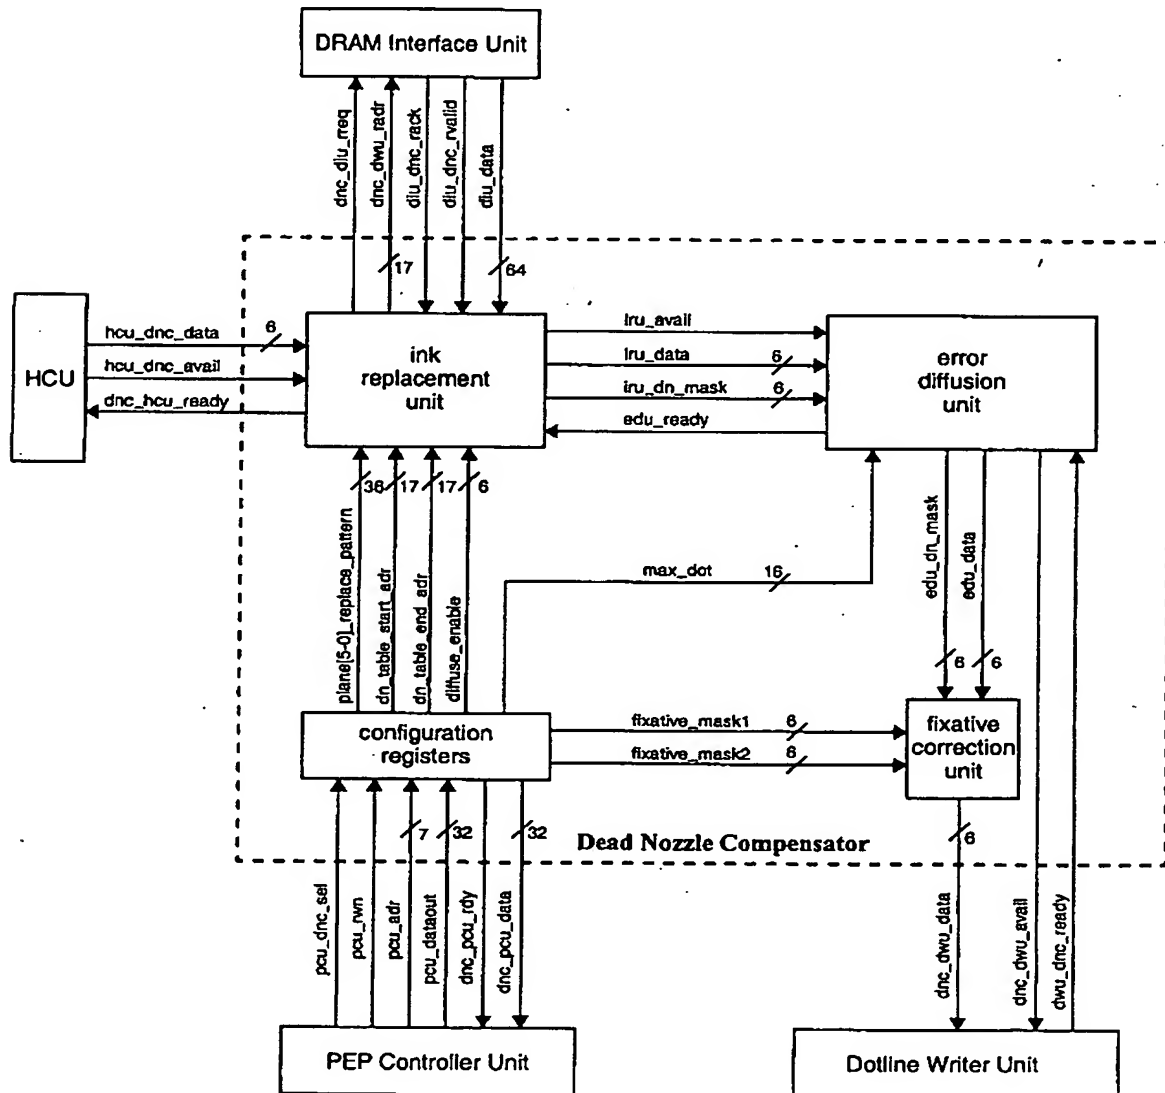 DRAM Interface Unit
dnc_diu_rreq
dnc_dwu_radr
diu_dnc_rack
diu_dnc_rvalid
diu_data
17
64
HCU
hcu_dnc_data
6
hcu_dnc_avail
dnc_hcu_ready
ink
replacement
unit
iru_avail
iru_data
6
iru_dn_mask
6
edu_ready
error
diffusion
unit
36
17
17
6
plane[5-0]_replace_pattern
dn_table_start_adr
dn_table_end_adr
diffuse_enable
max_dot
16
edu_dn_mask
edu_data
6
6
configuration
registers
fixative_mask1
6
fixative_mask2
6
fixative
correction
unit
7
32
32
Dead Nozzle Compensator
6
pcu_dnc_sel
pcu_rwn
pcu_adr
pcu_dataout
dnc_pcu_rdy
dnc_pcu_data
dnc_dwu_data
dnc_dwu_avail
dwu_dnc_ready
PEP Controller Unit
Dotline Writer Unit